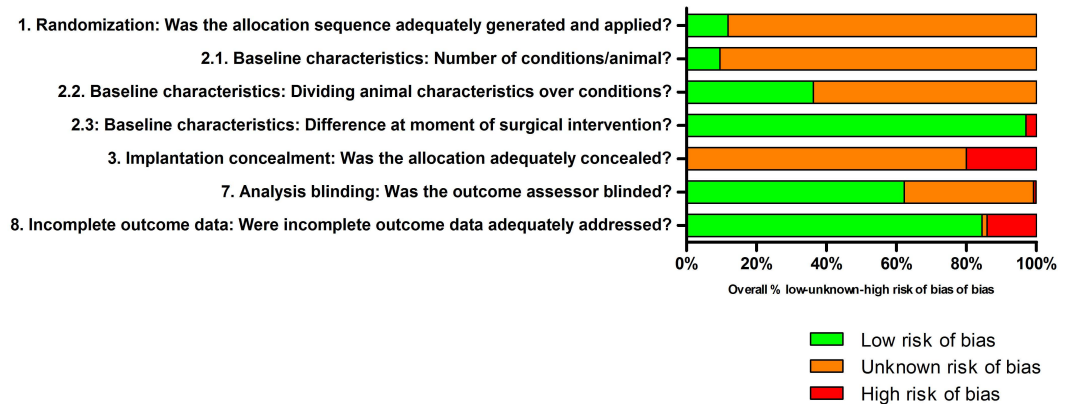 1. Randomization: Was the allocation sequence adequately generated and applied?
2.1. Baseline characteristics: Number of conditions/animal?
2.2. Baseline characteristics: Dividing animal characteristics over conditions?
2.3: Baseline characteristics: Difference at moment of surgical intervention?
3. Implantation concealment: Was the allocation adequately concealed?
7. Analysis blinding: Was the outcome assessor blinded?
8. Incomplete outcome data: Were incomplete outcome data adequately addressed?
0% 20% 40% 60% 80% 100%
Overall % low-unknown-high risk of bias of bias
Low risk of bias
Unknown risk of bias
High risk of bias